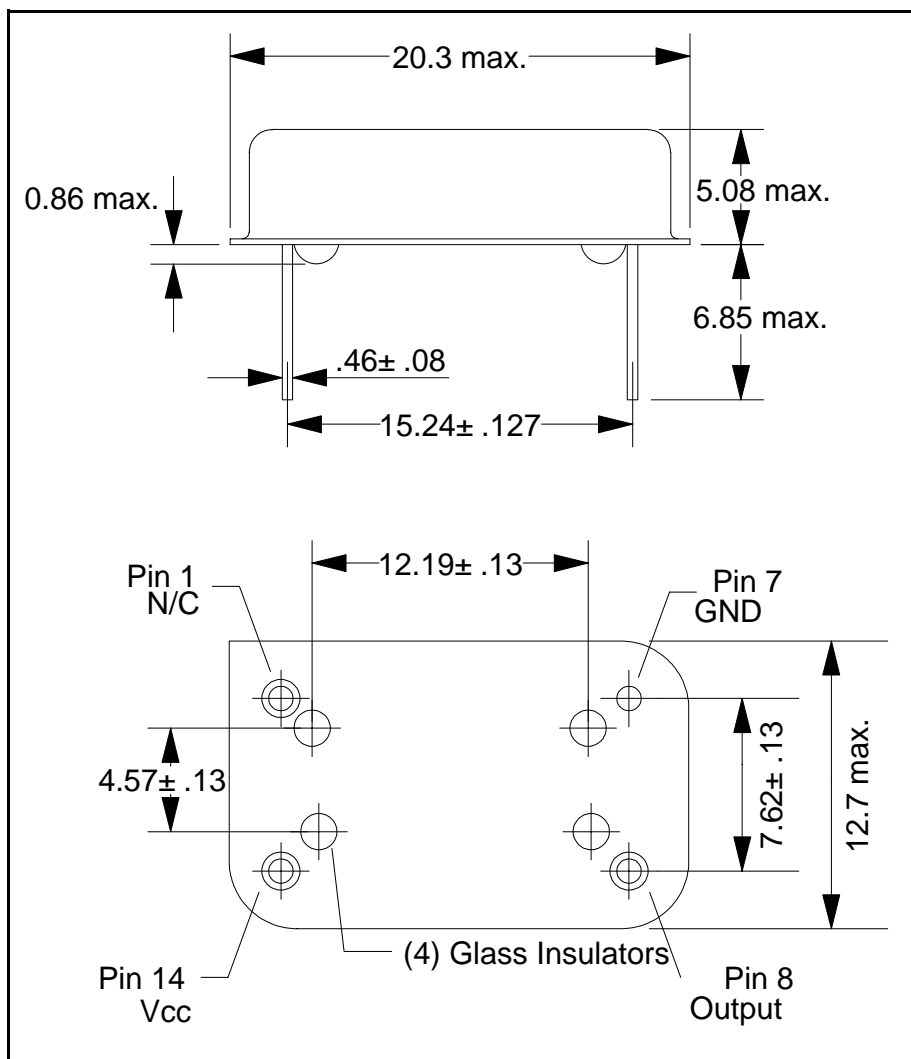 20.3 max.
0.86 max.
5.08 max.
6.85 max.
.46± .08
15.24± .127
12.19± .13
Pin 1
N/C
Pin 7
GND
4.57± .13
7.62± .13
12.7 max.
(4) Glass Insulators
Pin 14
Vcc
Pin 8
Output